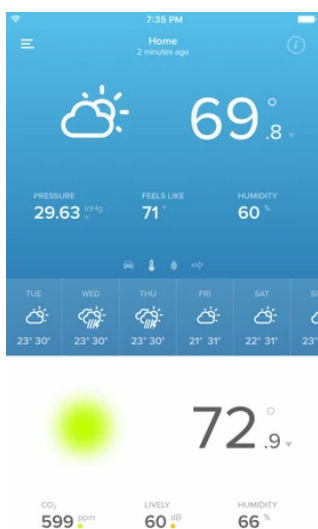 7:35 PM
Home
2 minutes ago
i
69°.8
PRESSURE FEELS LIKE HUMIDITY
29.63 inHg 71° 60 %
TUE WED THU FRI SAT S
23° 30° 23° 30° 23° 30° 21° 31° 22° 31° 23°
72°.9
CO₂ LIVELY HUMIDITY
599 ppm 60 dB 66 %